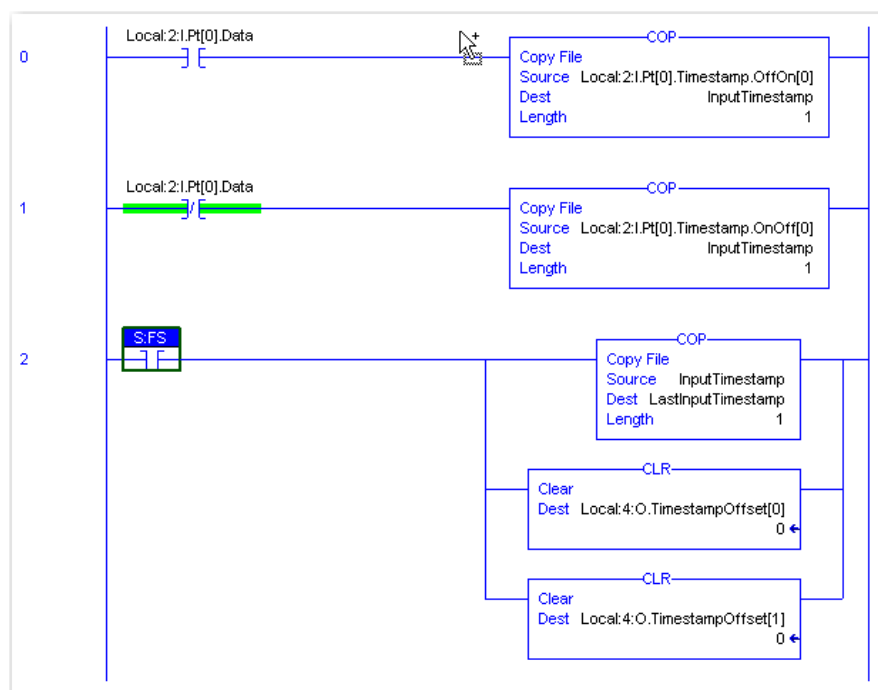 Local:2:I.Pt[0].Data
COP
0
Copy File
Source Local:2:I.Pt[0].Timestamp.OffOn[0]
Dest InputTimestamp
Length 1
Local:2:I.Pt[0].Data
COP
1
Copy File
Source Local:2:I.Pt[0].Timestamp.OnOff[0]
Dest InputTimestamp
Length 1
S:FS
COP
2
Copy File
Source InputTimestamp
Dest LastInputTimestamp
Length 1
CLR
Clear
Dest Local:4:O.TimestampOffset[0]
0
CLR
Clear
Dest Local:4:O.TimestampOffset[1]
0